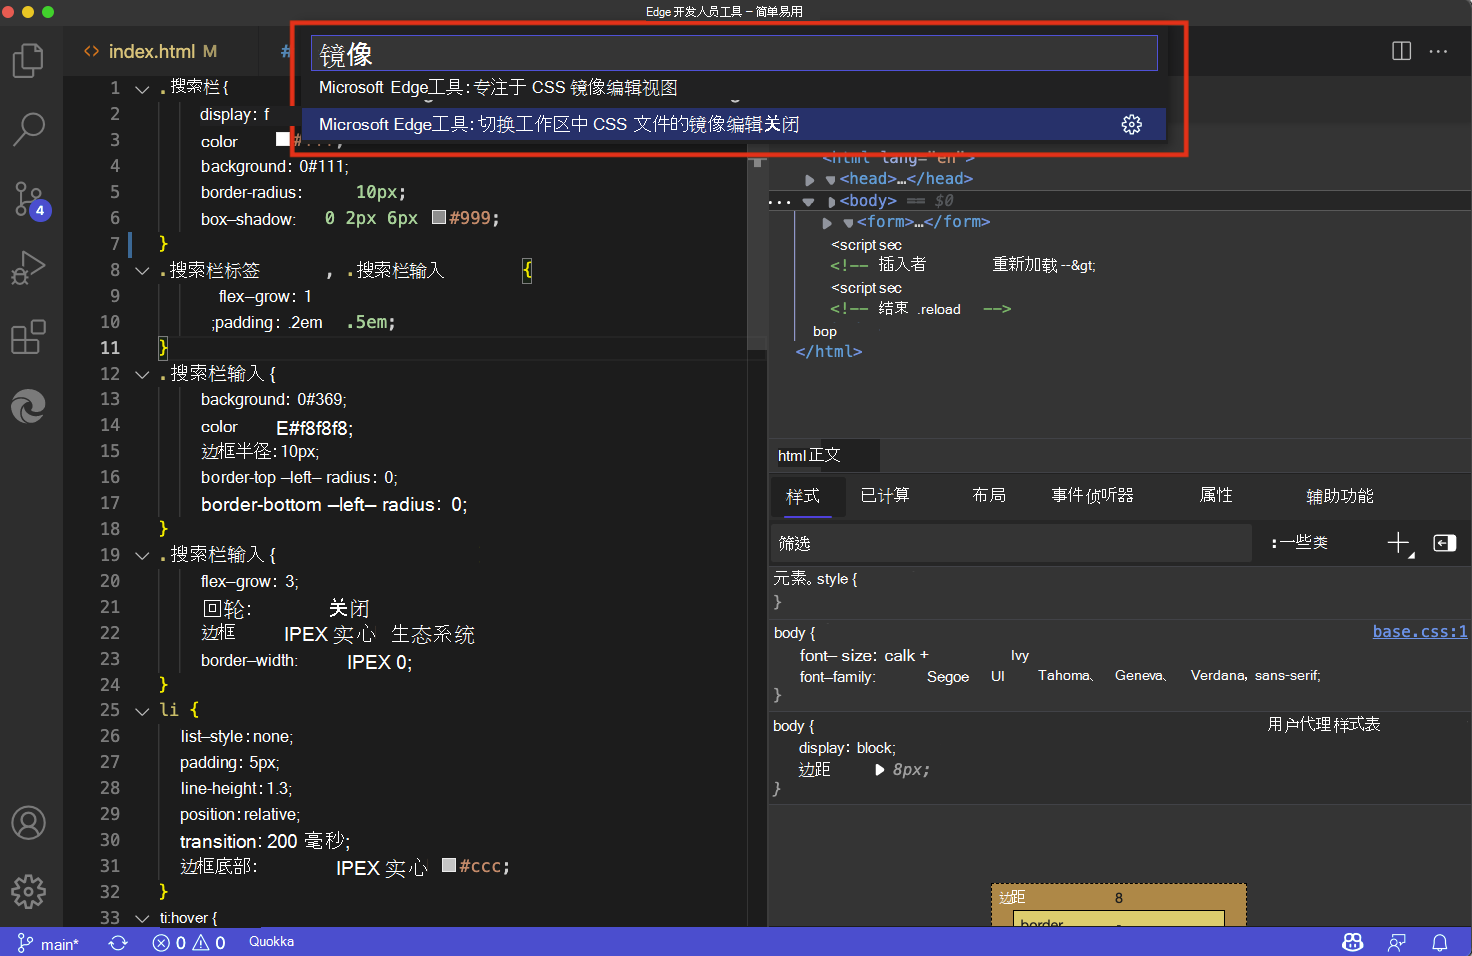 Edge 开发人员工具 – 简单易用
index.html M
#
镜像
Microsoft Edge工具:专注于 CSS 镜像编辑视图
Microsoft Edge工具:切换工作区中 CSS 文件的镜像编辑关闭
1 .搜索栏 {
2 display: f
3 color
4 background: 0#111;
5 border-radius: 10px;
6 box–shadow: 0 2px 6px #999;
7 }
8 .搜索栏标签 , .搜索栏输入 {
9 flex–grow: 1
10 ;padding: .2em .5em;
11 }
12 .搜索栏输入 {
13 background: 0#369;
14 color E#f8f8f8;
15 边框半径:10px;
16 border-top –left– radius: 0;
17 border-bottom –left– radius: 0;
18 }
19 .搜索栏输入 {
20 flex–grow: 3;
21 回轮: 关闭
22 边框 IPEX 实心 生态系统
23 border–width: IPEX 0;
24 }
25 li {
26 list–style:none;
27 padding: 5px;
28 line-height:1.3;
29 position:relative;
30 transition: 200 毫秒;
31 边框底部: IPEX 实心 #ccc;
32 }
33 ti:hover {
<html lang="en">
<head>…</head>
<body> == $0
<form>…</form>
<script sec
<!-- 插入者 重新加载 --&gt;
<script sec
<!-- 结束 .reload -->
bop
</html>
html 正文
样式 已计算 布局 事件侦听器 属性 辅助功能
筛选 :一些类
元素。style {
}
body { base.css:1
font– size: calk + lvy
font–family: Segoe UI Tahoma、 Geneva、 Verdana, sans-serif;
}
body { 用户代理样式表
display: block;
边距 8px;
}
边距 8
border
4
main* 0 0 Quokka